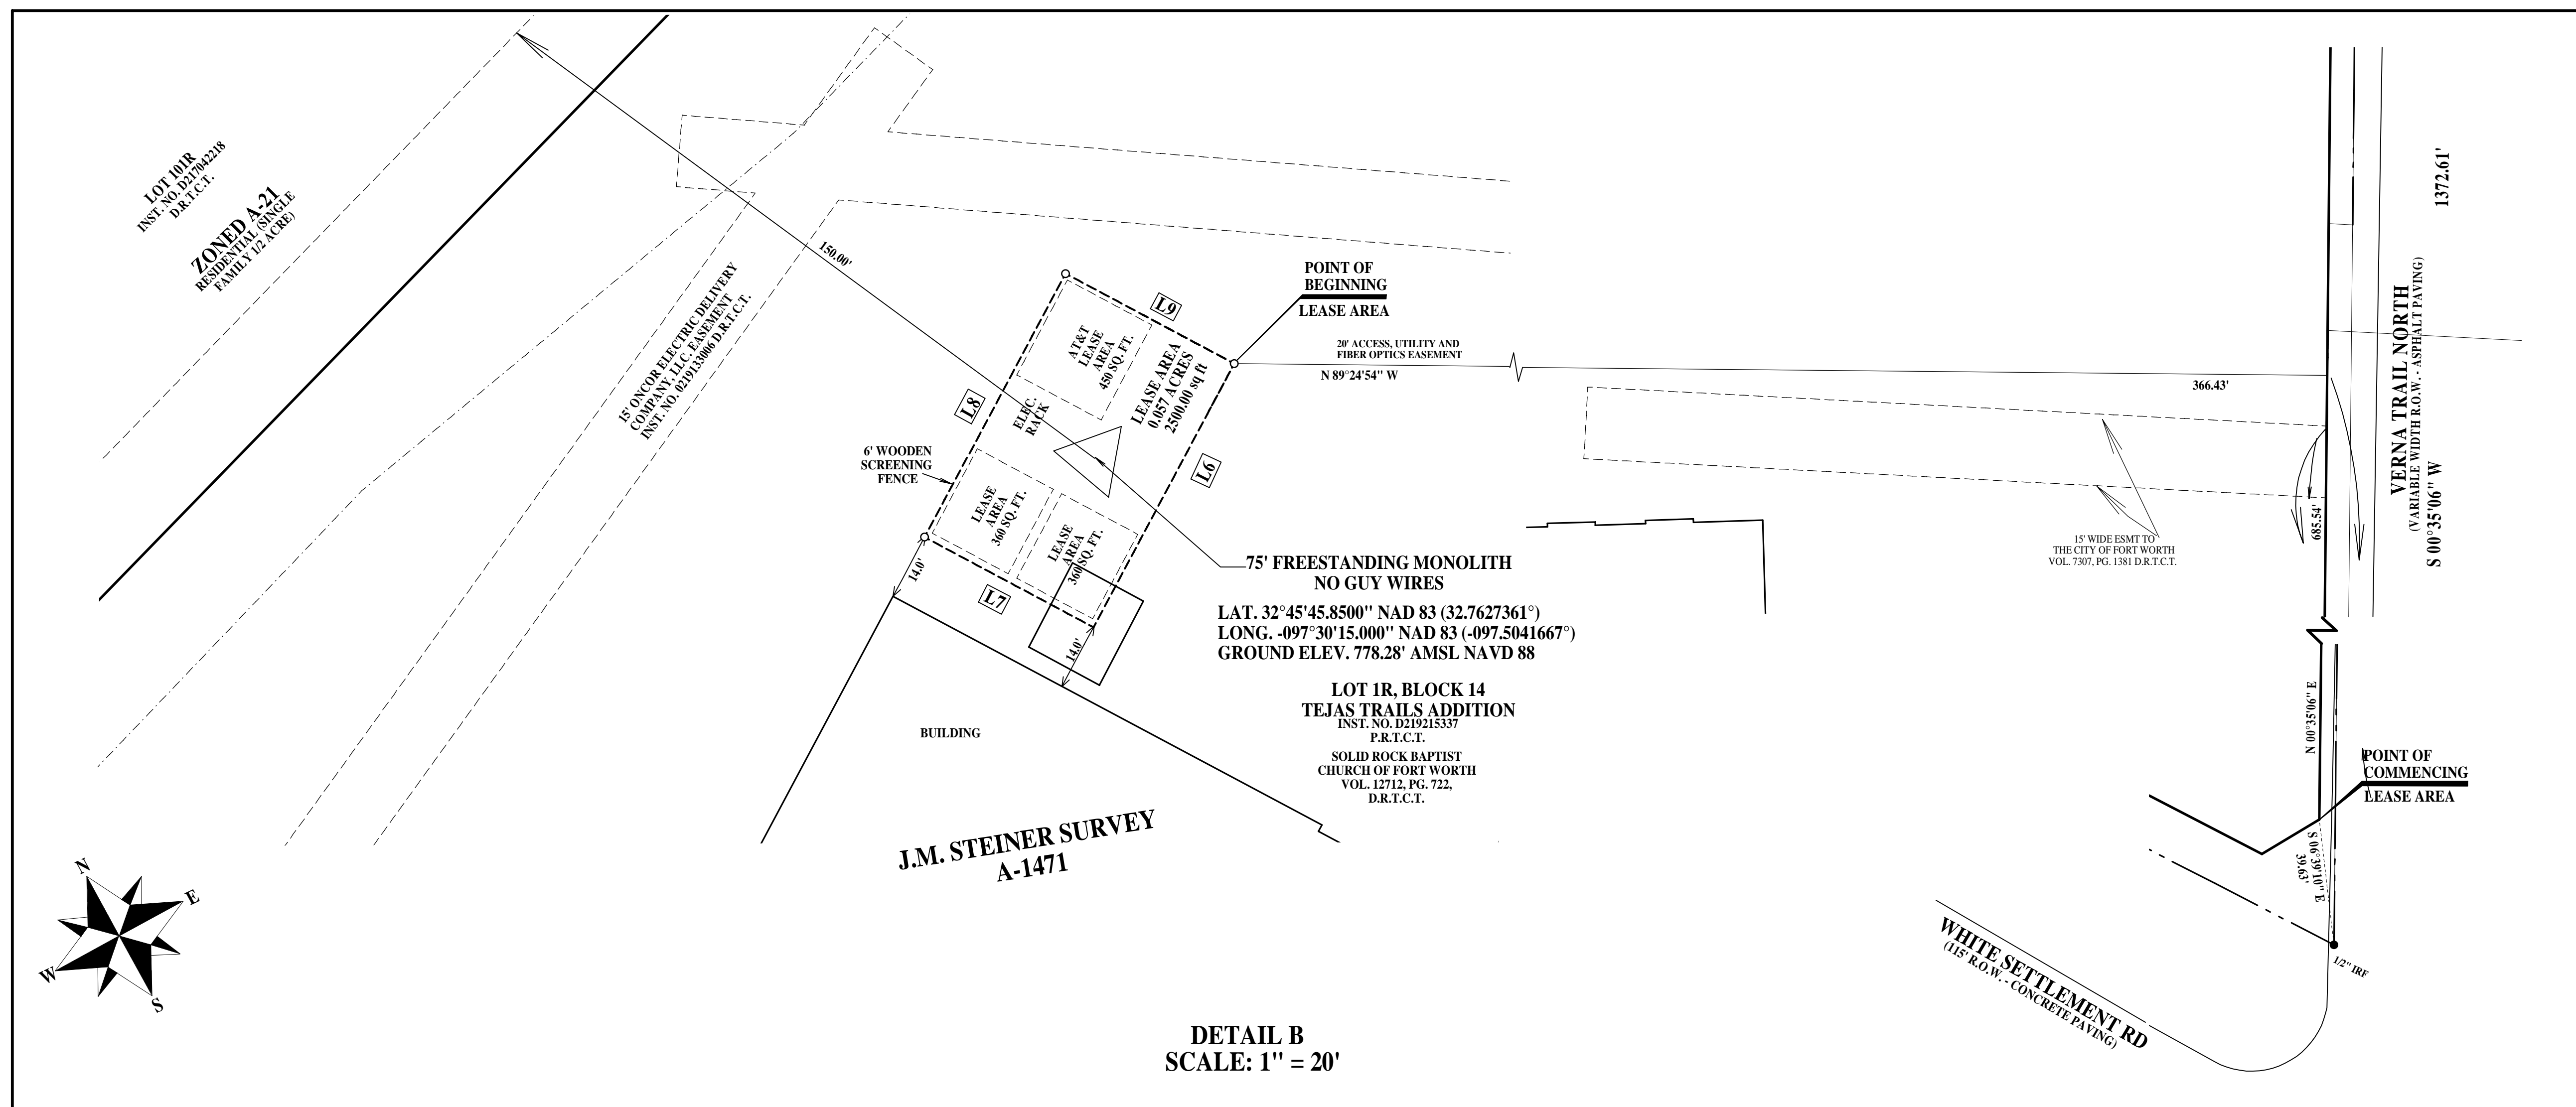 LOT 101R
INST. NO. D217042218
D.R.T.C.T.
ZONED A-21
RESIDENTIAL (SINGLE
FAMILY 1/2 ACRE)
150.00'
15' ONCOR ELECTRIC DELIVERY
COMPANY, LLC. EASEMENT
INST. NO. 0219133006 D.R.T.C.T.
L9
POINT OF
BEGINNING
LEASE AREA
AT&T
LEASE
AREA
450 SQ. FT.
LEASE AREA
0.057 ACRES
2500.00 sq ft
20' ACCESS, UTILITY AND
FIBER OPTICS EASEMENT
N 89°24'54" W
366.43'
L8
ELEC.
RACK
L6
6' WOODEN
SCREENING
FENCE
LEASE
AREA
360 SQ. FT.
LEASE
AREA
360 SQ. FT.
14.0'
L7
14.0'
75' FREESTANDING MONOLITH
NO GUY WIRES
LAT. 32°45'45.8500" NAD 83 (32.7627361°)
LONG. -097°30'15.000" NAD 83 (-097.5041667°)
GROUND ELEV. 778.28' AMSL NAVD 88
LOT 1R, BLOCK 14
TEJAS TRAILS ADDITION
INST. NO. D219215337
P.R.T.C.T.
SOLID ROCK BAPTIST
CHURCH OF FORT WORTH
VOL. 12712, PG. 722,
D.R.T.C.T.
BUILDING
J.M. STEINER SURVEY
A-1471
15' WIDE ESMT TO
THE CITY OF FORT WORTH
VOL. 7307, PG. 1381 D.R.T.C.T.
685.54'
1372.61'
VERNA TRAIL NORTH
(VARIABLE WIDTH R.O.W. - ASPHALT PAVING)
S 00°35'06" W
N 00°35'06" E
POINT OF
COMMENCING
LEASE AREA
S 06°39'10" E
39.63'
1/2" IRF
WHITE SETTLEMENT RD
(115' R.O.W. - CONCRETE PAVING)
N
E
W
S
DETAIL B
SCALE: 1" = 20'